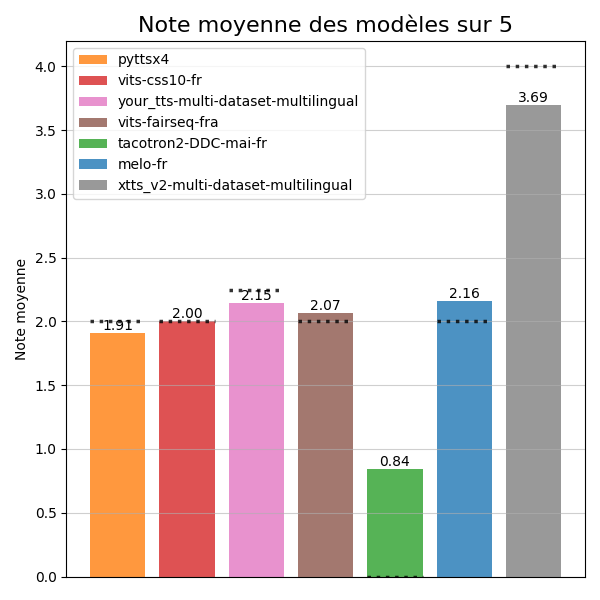 Note moyenne des modèles sur 5
pyttsx4
vits-css10-fr
your_tts-multi-dataset-multilingual
vits-fairseq-fra
tacotron2-DDC-mai-fr
melo-fr
xtts_v2-multi-dataset-multilingual
Note moyenne
4.0
3.5
3.0
2.5
2.0
1.5
1.0
0.5
0.0
1.91
2.00
2.15
2.07
0.84
2.16
3.69